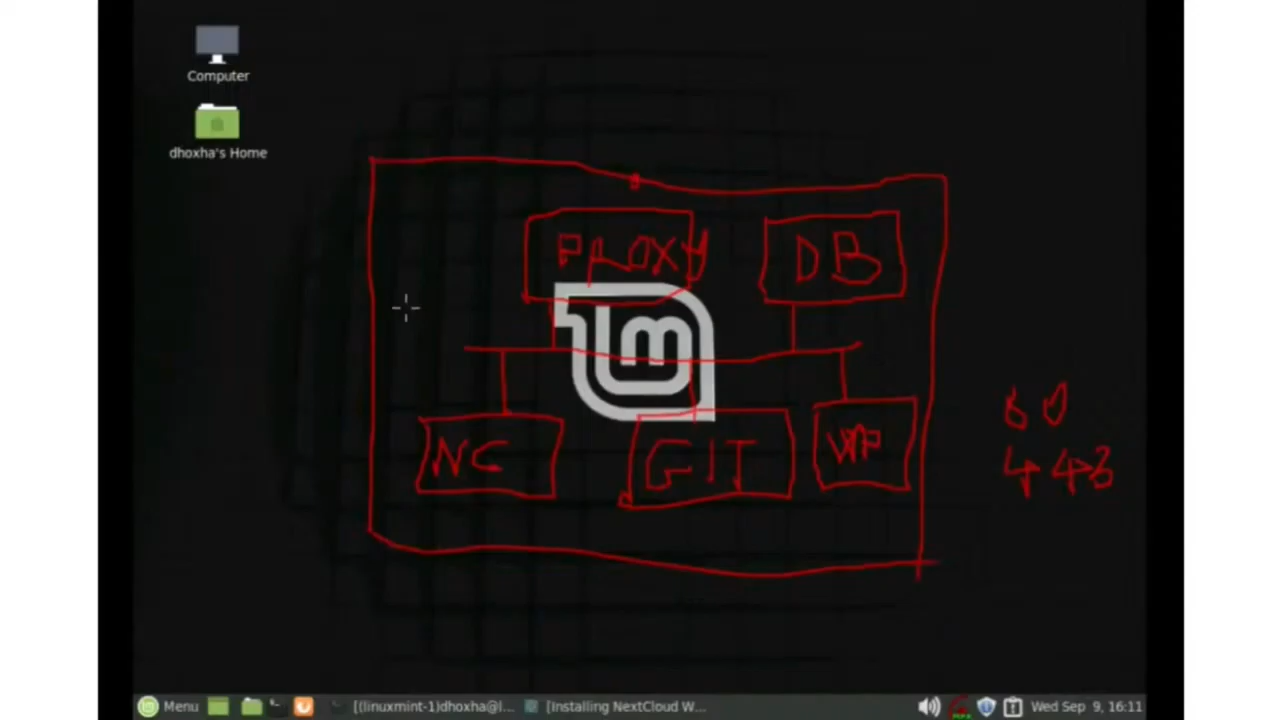 Computer
dhoxha's Home
PROXY
DB
NC
GIT
WP
80
443
Menu
[(linuxmint-1)dhoxha@l...
[Installing NextCloud W...
Wed Sep 9, 16:11